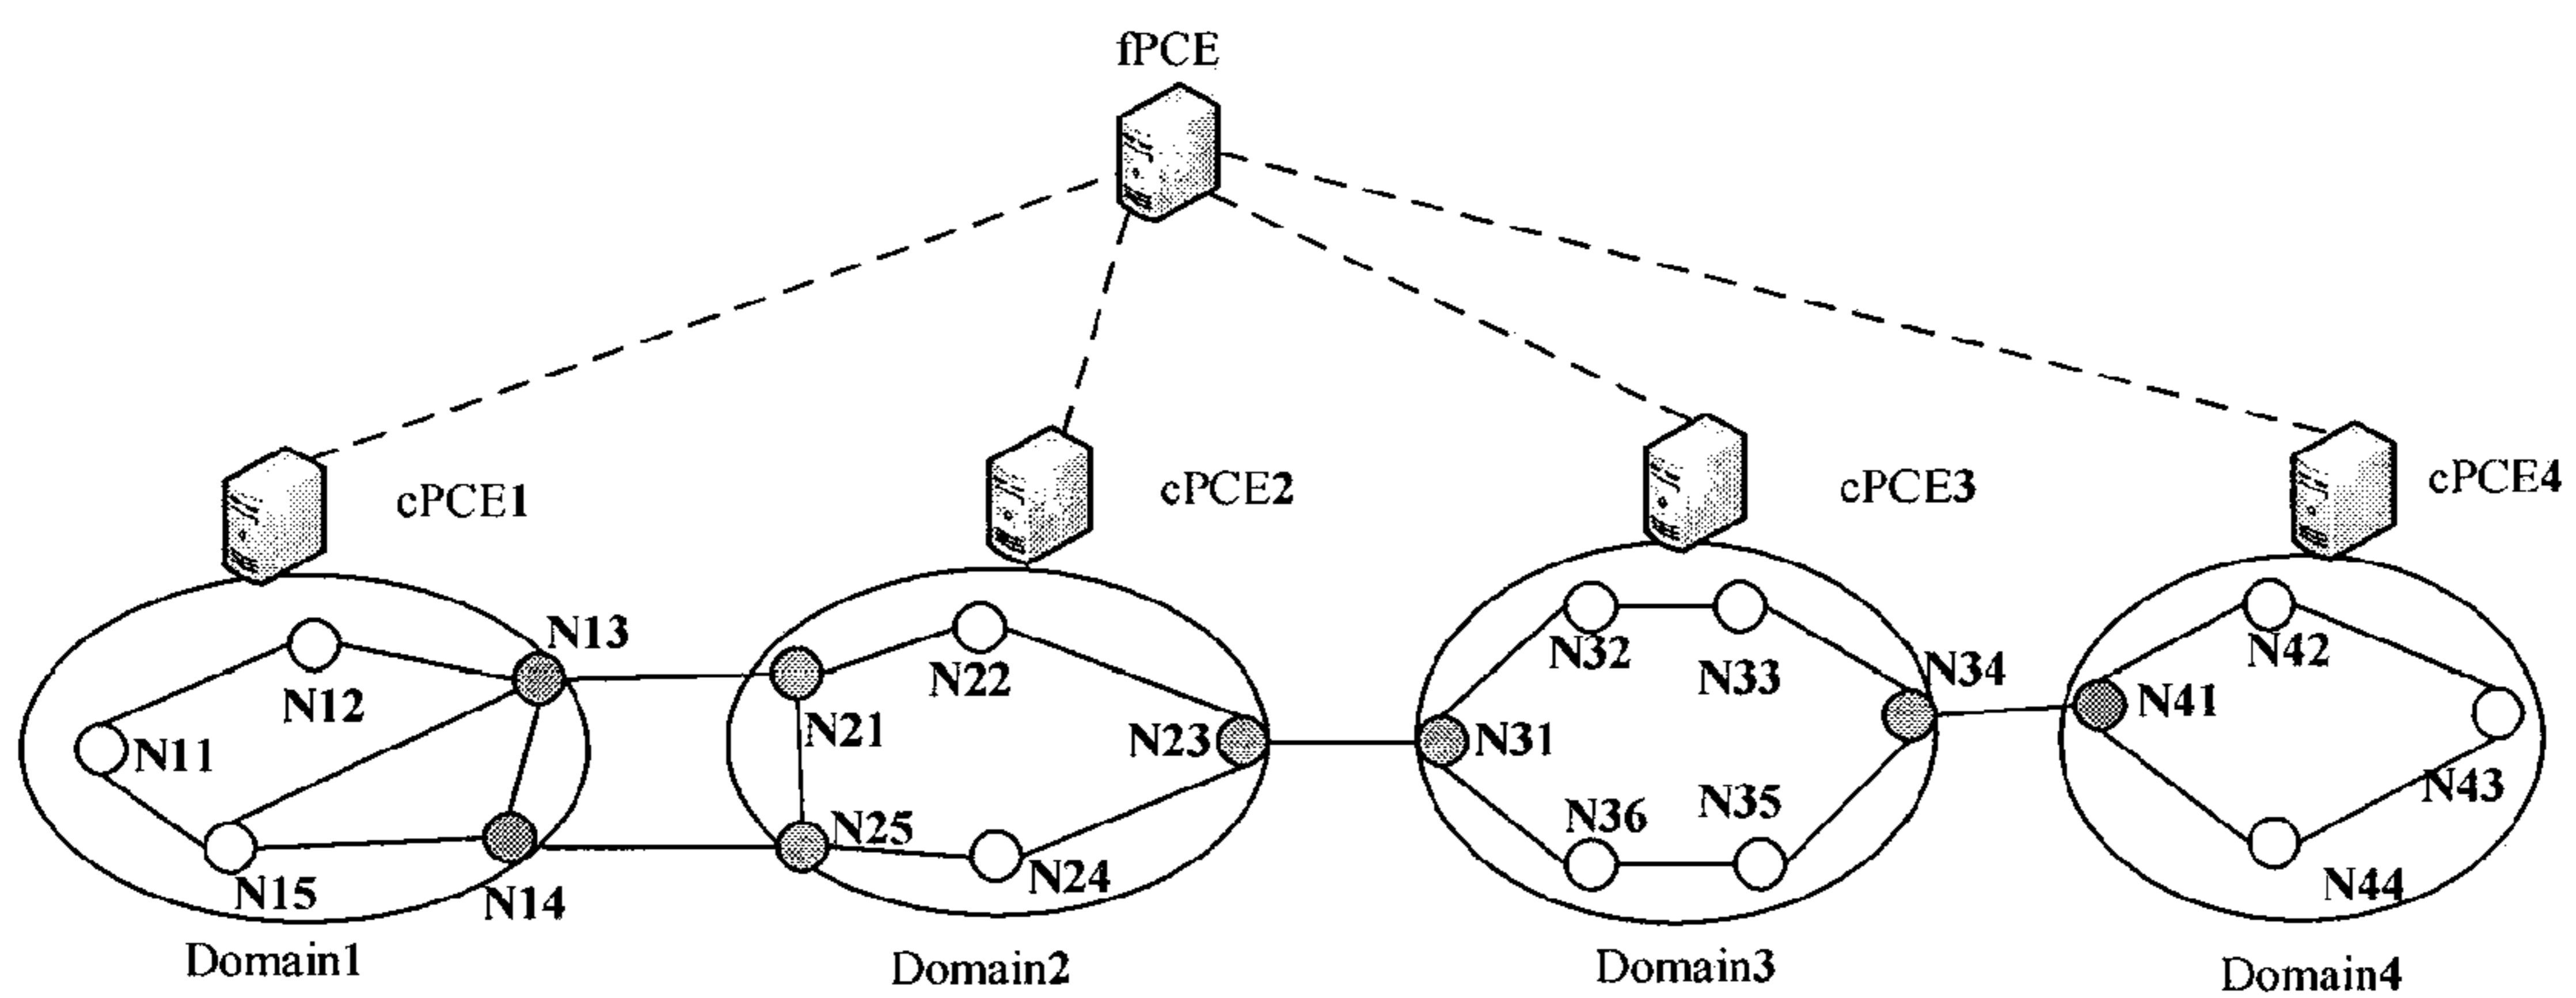 fPCE
cPCE1
cPCE2
cPCE3
cPCE4
N13
N12
N11
N15
N14
N22
N21
N23
N25
N24
N32
N33
N34
N31
N36
N35
N42
N41
N43
N44
Domain1
Domain2
Domain3
Domain4